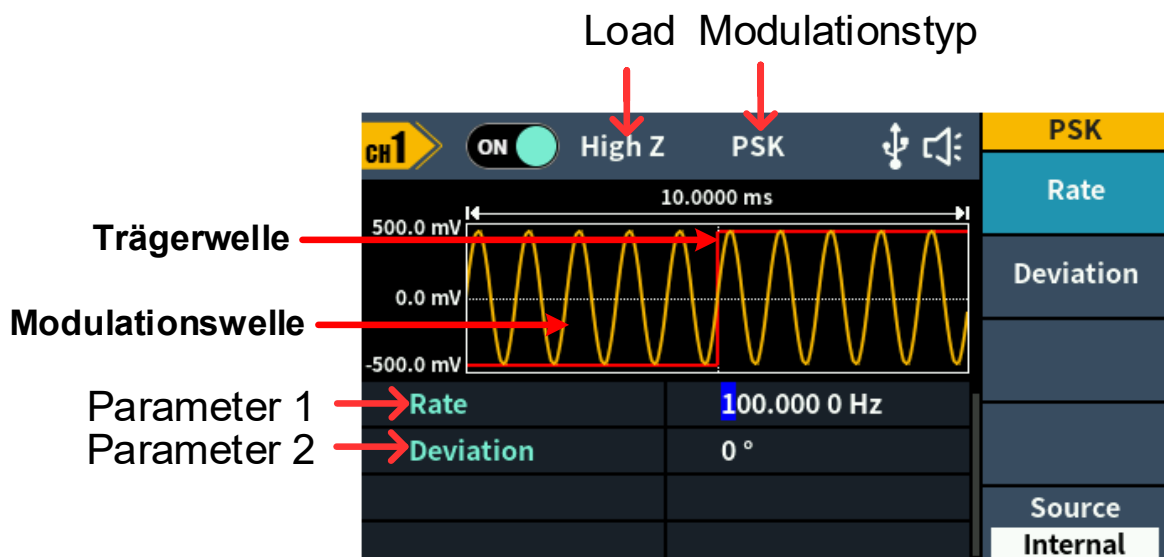 Load Modulationstyp
CH1 ON High Z PSK
PSK
Rate
Deviation
Source
Internal
10.0000 ms
500.0 mV
0.0 mV
-500.0 mV
Trägerwelle
Modulationswelle
Parameter 1
Parameter 2
Rate 100.000 0 Hz
Deviation 0 °